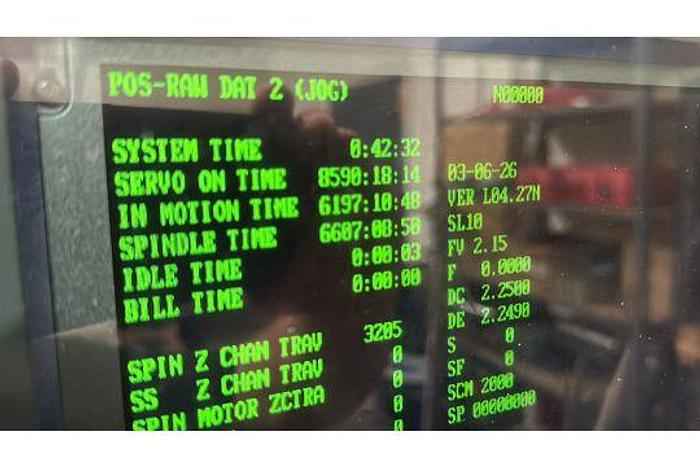 POS-RAW DAT 2 (JOG) N00000
SYSTEM TIME 0:42:32
SERVO ON TIME 8590:18:14
IN MOTION TIME 6197:10:48
SPINDLE TIME 6607:08:50
IDLE TIME 0:00:03
BILL TIME 0:00:00
SPIN Z CHAN TRAV 3205
SS Z CHAN TRAV 0
SPIN MOTOR ZCTRA 0
0
03-06-26
VER L04.27N
SL10
FV 2.15
F 0.0000
DC 2.2500
DE 2.2490
S 0
SF 0
SCM 2000
SP 00000000